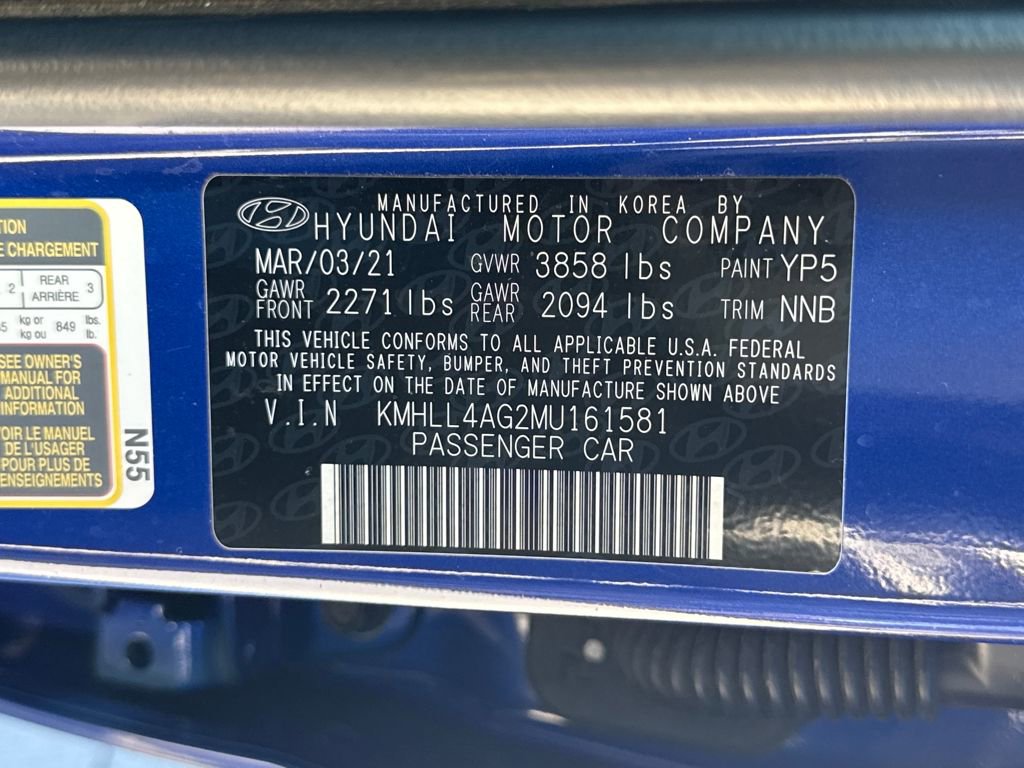 MANUFACTURED IN KOREA BY
HYUNDAI MOTOR COMPANY
MAR/03/21 GVWR 3858 lbs PAINT YP5
GAWR FRONT 2271 lbs GAWR REAR 2094 lbs TRIM NNB
THIS VEHICLE CONFORMS TO ALL APPLICABLE U.S.A. FEDERAL
MOTOR VEHICLE SAFETY, BUMPER, AND THEFT PREVENTION STANDARDS
IN EFFECT ON THE DATE OF MANUFACTURE SHOWN ABOVE
V.I.N KMHLL4AG2MU161581
PASSENGER CAR
CHARGEMENT
2 REAR
ARRIÈRE 3
kg or
kg ou 849 lbs.
lb.
SEE OWNER'S
MANUAL FOR
ADDITIONAL
INFORMATION
LE MANUEL
DE L'USAGER
POUR PLUS DE
N55